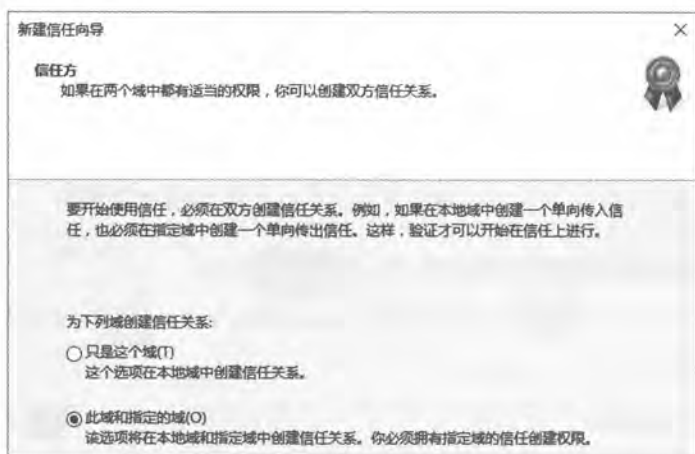 新建信任向导
信任方
如果在两个域中都有适当的权限，你可以创建双方信任关系。
要开始使用信任，必须在双方创建信任关系。例如，如果在本地域中创建一个单向传入信
任，也必须在指定域中创建一个单向传出信任。这样，验证才可以开始在信任上进行。
为下列域创建信任关系:
只是这个域(T)
这个选项在本地域中创建信任关系。
此域和指定的域(O)
该选项将在本地域和指定域中创建信任关系。你必须拥有指定域的信任创建权限。